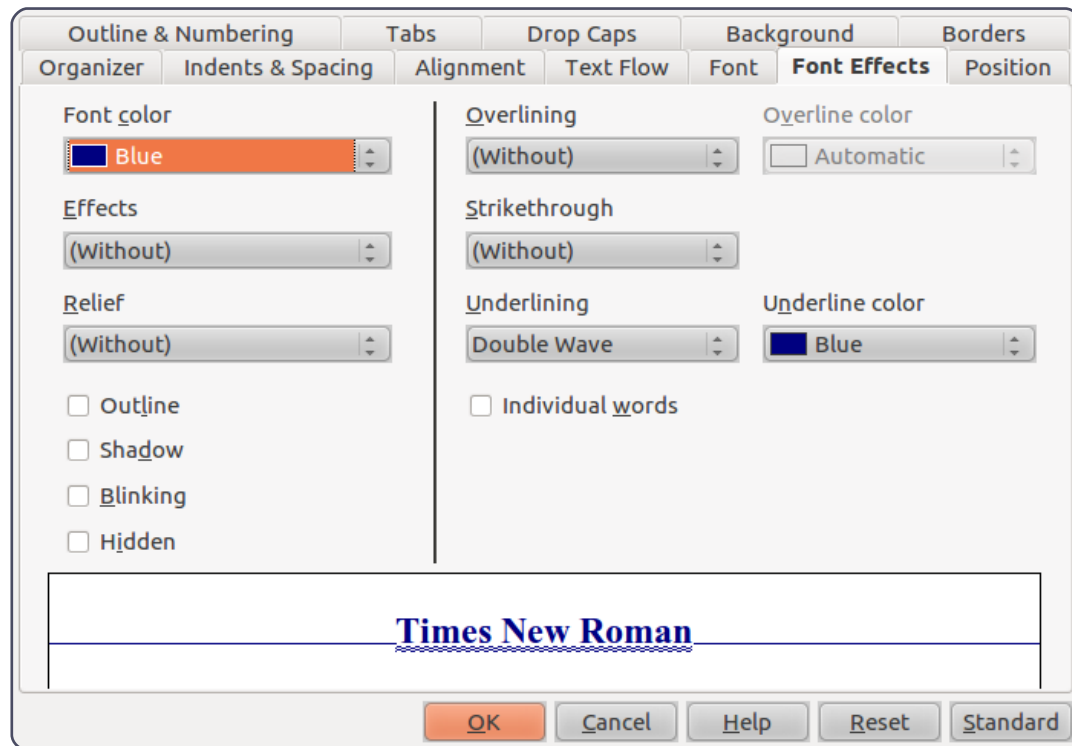 Outline & Numbering Tabs Drop Caps Background Borders
Organizer Indents & Spacing Alignment Text Flow Font Font Effects Position
Font color Overlining Overline color
Blue (Without) Automatic
Effects Strikethrough
(Without) (Without)
Relief Underlining Underline color
(Without) Double Wave Blue
Outline Individual words
Shadow
Blinking
Hidden
Times New Roman
OK Cancel Help Reset Standard